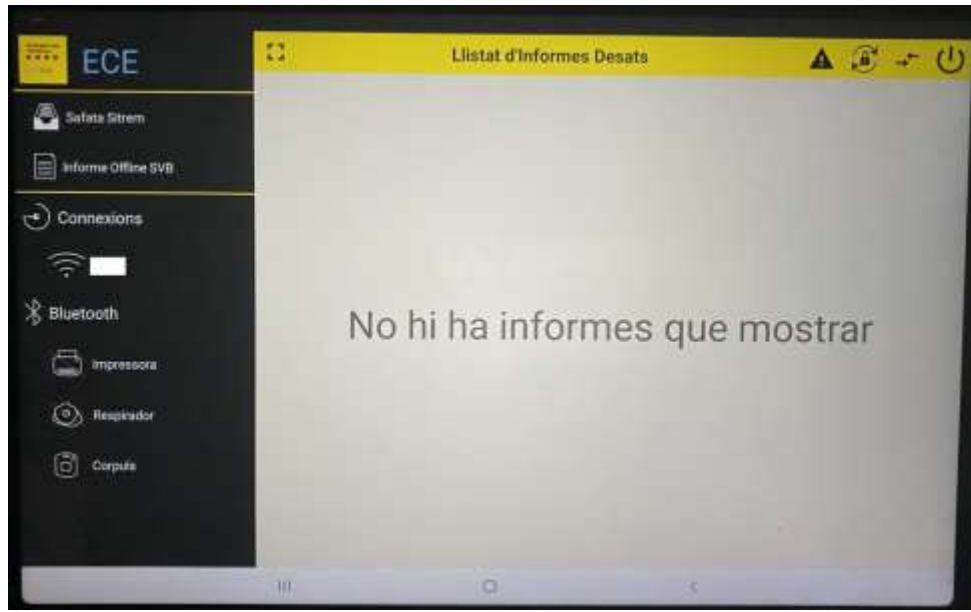 ECE
Llistat d'Informes Desats
Safata Sitrem
Informe Offline SVB
Connexions
Bluetooth
Impressora
Respirador
Corpuls
No hi ha informes que mostrar